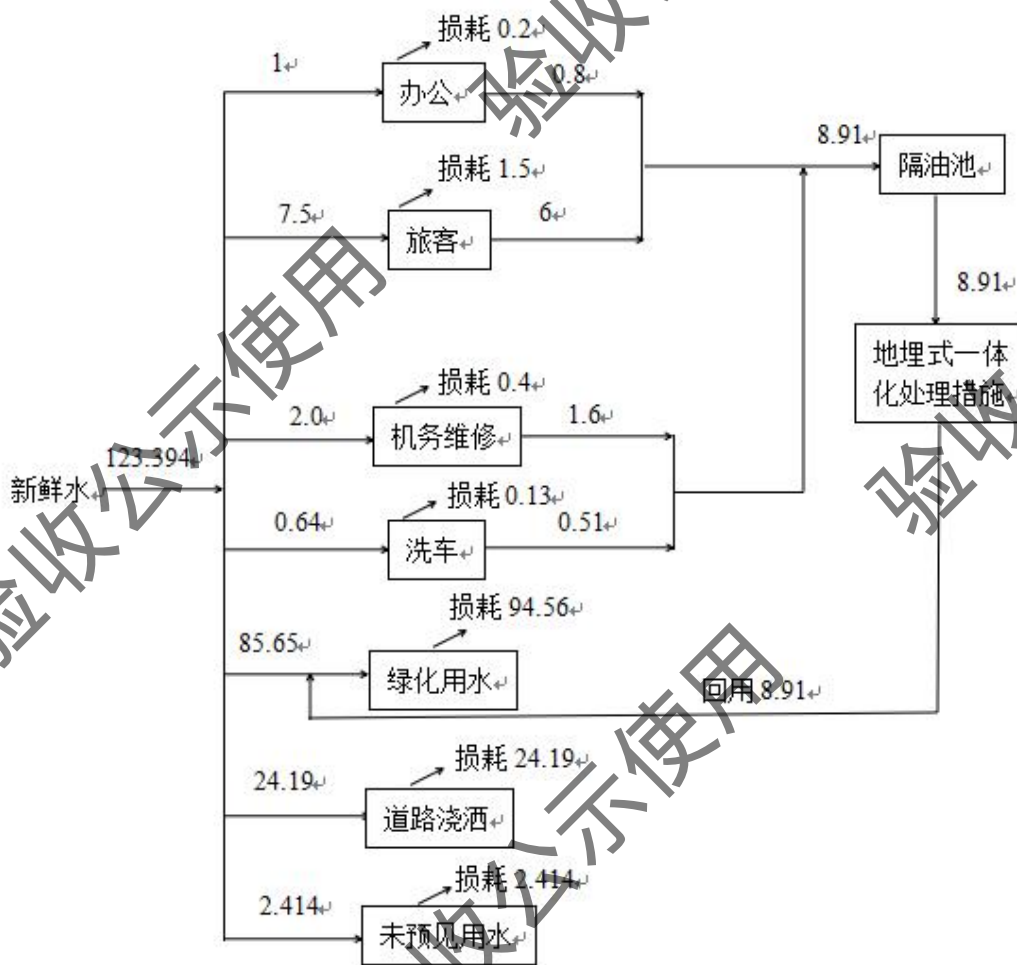 损耗 0.2
1
办公
0.8
损耗 1.5
8.91
隔油池
7.5
旅客
6
8.91
地埋式一体
化处理措施
损耗 0.4
2.0
机务维修
1.6
新鲜水
123.394
损耗 0.13
0.64
洗车
0.51
损耗 94.56
85.65
绿化用水
回用 8.91
损耗 24.19
24.19
道路浇洒
损耗 2.414
2.414
未预见用水
验收公示使用
验收
验收
收公示使用